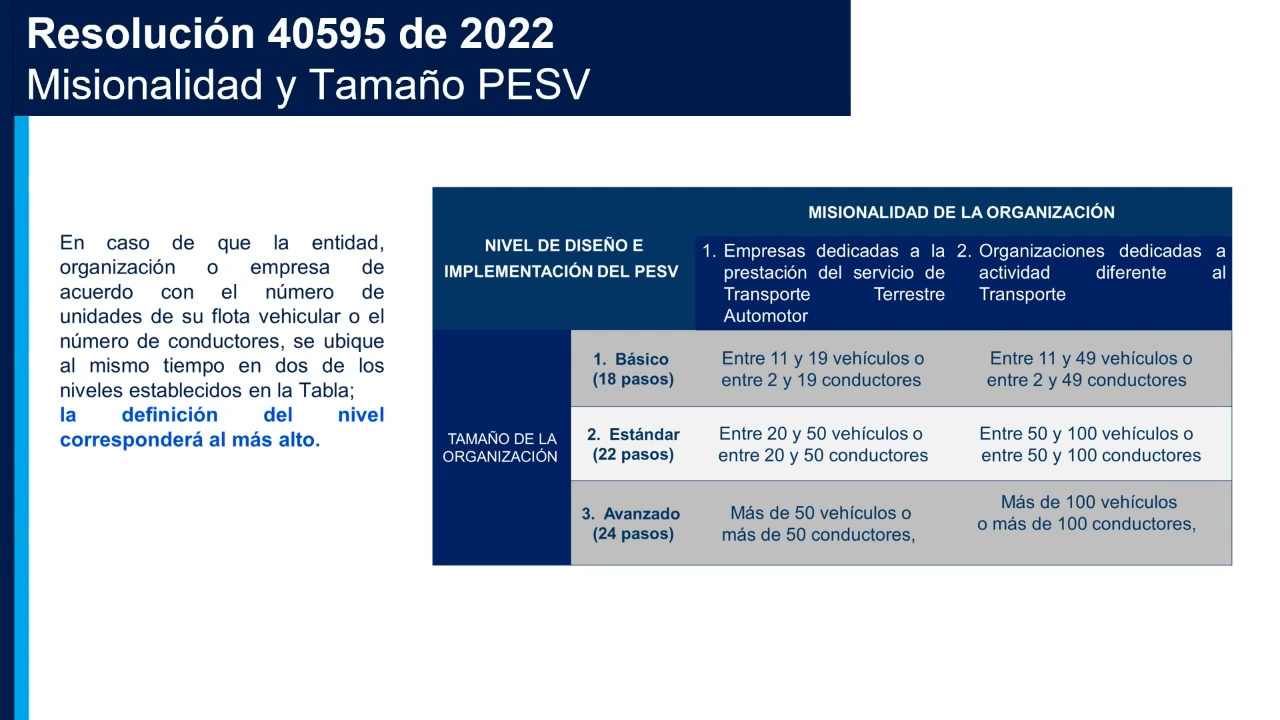 Resolución 40595 de 2022
Misionalidad y Tamaño PESV
En caso de que la entidad,
organización o empresa de
acuerdo con el número de
unidades de su flota vehicular o el
número de conductores, se ubique
al mismo tiempo en dos de los
niveles establecidos en la Tabla;
la definición del nivel
corresponderá al más alto.
NIVEL DE DISEÑO E
IMPLEMENTACIÓN DEL PESV
MISIONALIDAD DE LA ORGANIZACIÓN
1. Empresas dedicadas a la
prestación del servicio de
Transporte Terrestre
Automotor
2. Organizaciones dedicadas a
actividad diferente al
Transporte
TAMAÑO DE LA
ORGANIZACIÓN
1. Básico
(18 pasos)
Entre 11 y 19 vehículos o
entre 2 y 19 conductores
Entre 11 y 49 vehículos o
entre 2 y 49 conductores
2. Estándar
(22 pasos)
Entre 20 y 50 vehículos o
entre 20 y 50 conductores
Entre 50 y 100 vehículos o
entre 50 y 100 conductores
3. Avanzado
(24 pasos)
Más de 50 vehículos o
más de 50 conductores,
Más de 100 vehículos
o más de 100 conductores,